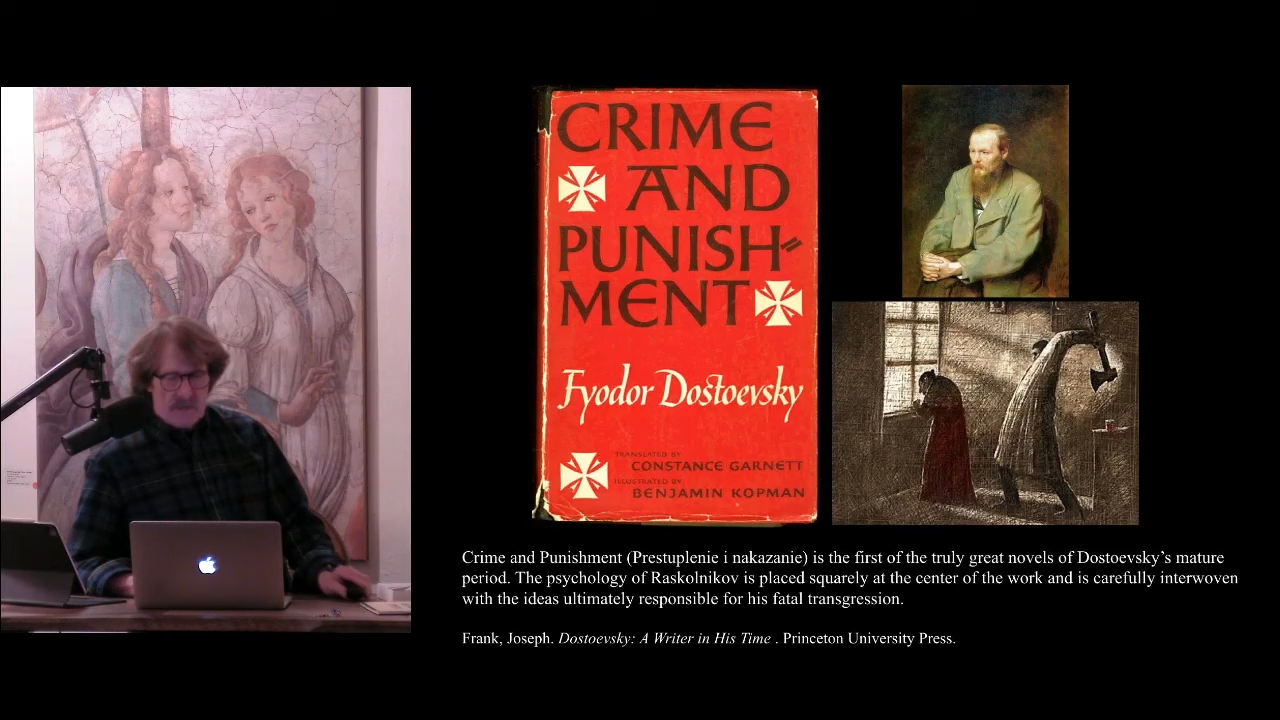 CRIME
AND
PUNISH=
MENT
Fyodor Dostoevsky
TRANSLATED BY
CONSTANCE GARNETT
ILLUSTRATED BY
BENJAMIN KOPMAN
Crime and Punishment (Prestuplenie i nakazanie) is the first of the truly great novels of Dostoevsky’s mature
period. The psychology of Raskolnikov is placed squarely at the center of the work and is carefully interwoven
with the ideas ultimately responsible for his fatal transgression.
Frank, Joseph. Dostoevsky: A Writer in His Time . Princeton University Press.